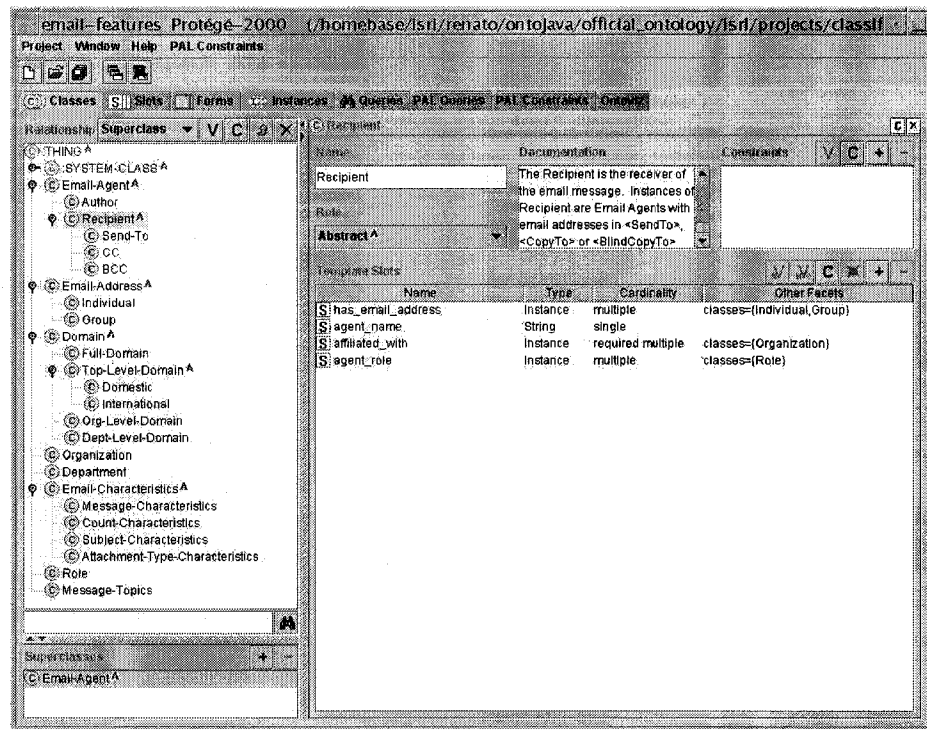 email-features Protégé-2000 (/homebase/isri/renato/ontojava/official_ontology/isri/projects/classif
Project Window Help PAL Constraints
C Classes S Slots Forms Instances Queries PAL Queries PAL Constraints Ontoviz
Relationship Superclass V C X
C :THING A
C :SYSTEM-CLASS A
C Email-Agent A
C Author
C Recipient A
C Send-To
C CC
C BCC
C Email-Address A
C Individual
C Group
C Domain A
C Full-Domain
C Top-Level-Domain A
C Domestic
C International
C Org-Level-Domain
C Dept-Level-Domain
C Organization
C Department
C Email-Characteristics A
C Message-Characteristics
C Count-Characteristics
C Subject-Characteristics
C Attachment-Type-Characteristics
C Role
C Message-Topics
Superclasses + -
C Email-Agent A
C Recipient C X
Name Documentation Constraints V C + -
Recipient
The Recipient is the receiver of
the email message. Instances of
Recipient are Email Agents with
email addresses in <SendTo>,
<CopyTo> or <BlindCopyTo>
Role
Abstract A
Template Slots V V C X + -
Name Type Cardinality Other Facets
S has_email_address Instance multiple classes={Individual,Group}
S agent_name String single
S affiliated_with Instance required multiple classes={Organization}
S agent_role Instance multiple classes={Role}